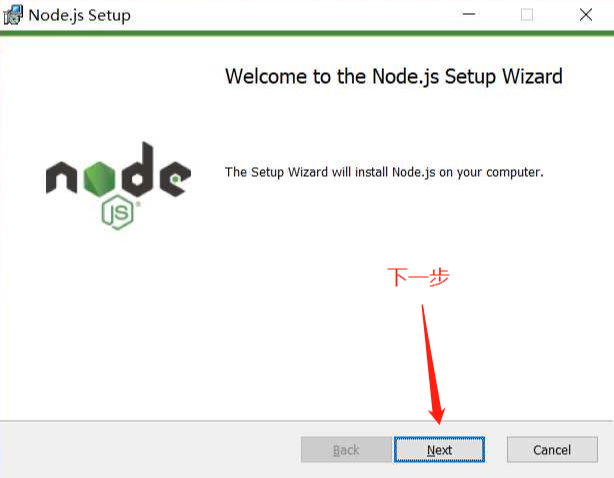 Node.js Setup
Welcome to the Node.js Setup Wizard
node
JS
The Setup Wizard will install Node.js on your computer.
下一步
Back
Next
Cancel